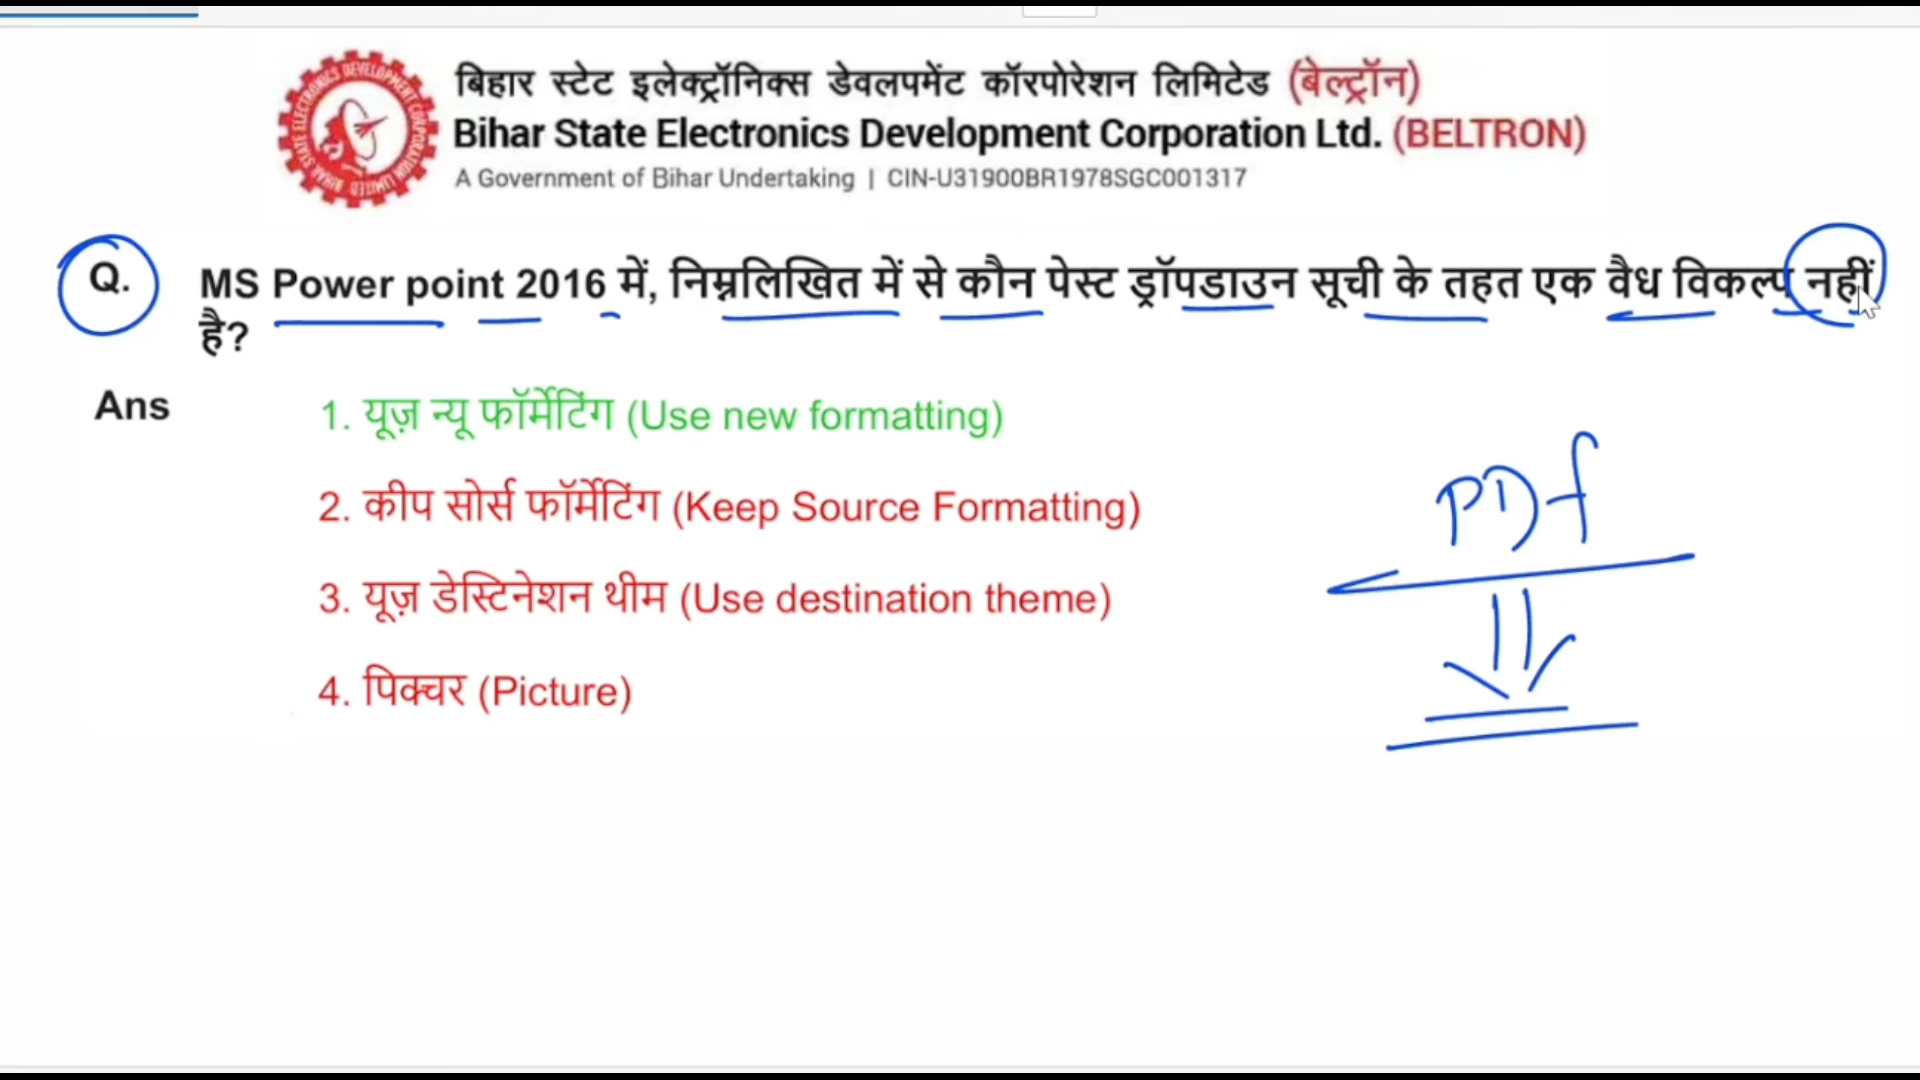 बिहार स्टेट इलेक्ट्रॉनिक्स डेवलपमेंट कॉरपोरेशन लिमिटेड (बेल्ट्रॉन)
Bihar State Electronics Development Corporation Ltd. (BELTRON)
A Government of Bihar Undertaking | CIN-U31900BR1978SGC001317
Q. MS Power point 2016 में, निम्नलिखित में से कौन पेस्ट ड्रॉपडाउन सूची के तहत एक वैध विकल्प नहीं
है?
Ans 1. यूज़ न्यू फॉर्मेटिंग (Use new formatting)
2. कीप सोर्स फॉर्मेटिंग (Keep Source Formatting)
3. यूज़ डेस्टिनेशन थीम (Use destination theme)
4. पिक्चर (Picture)
PDf